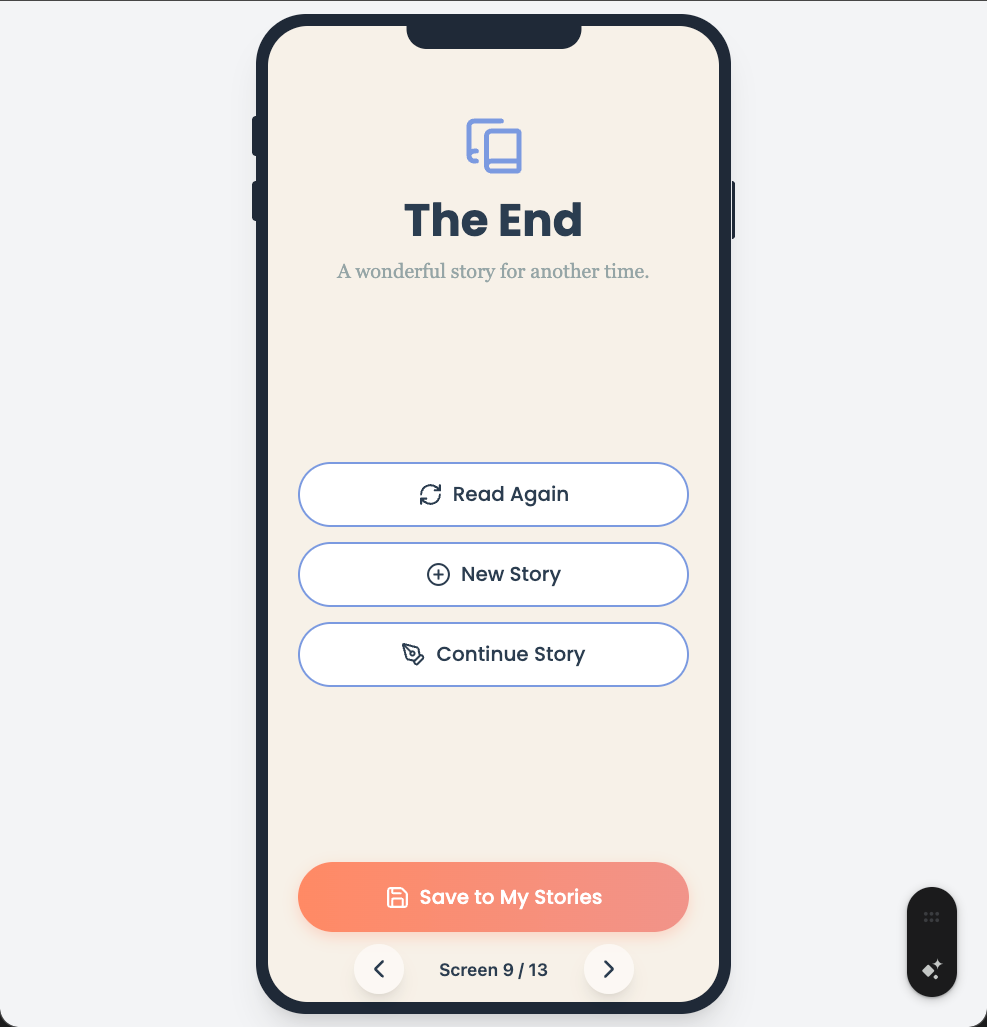 The End
A wonderful story for another time.
Read Again
New Story
Continue Story
Save to My Stories
Screen 9 / 13